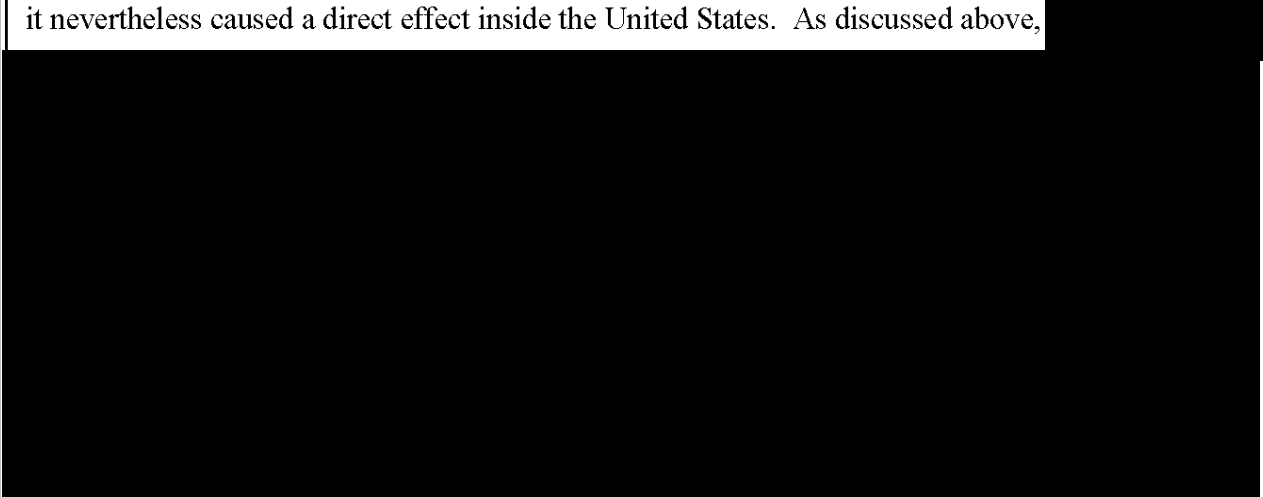 it nevertheless caused a direct effect inside the United States.  As discussed above,